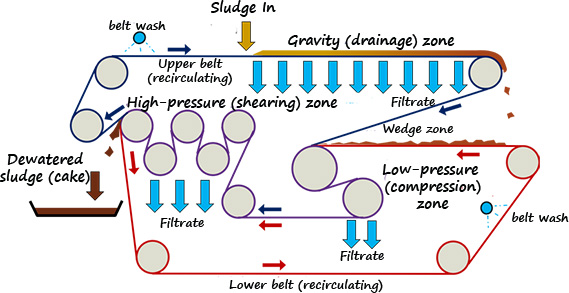 Sludge In
belt wash
Gravity (drainage) zone
Upper belt
(recirculating)
High-pressure (shearing) zone
Filtrate
Wedge zone
Dewatered
sludge (cake)
Low-pressure
(compression)
zone
belt wash
Filtrate
Filtrate
Lower belt (recirculating)